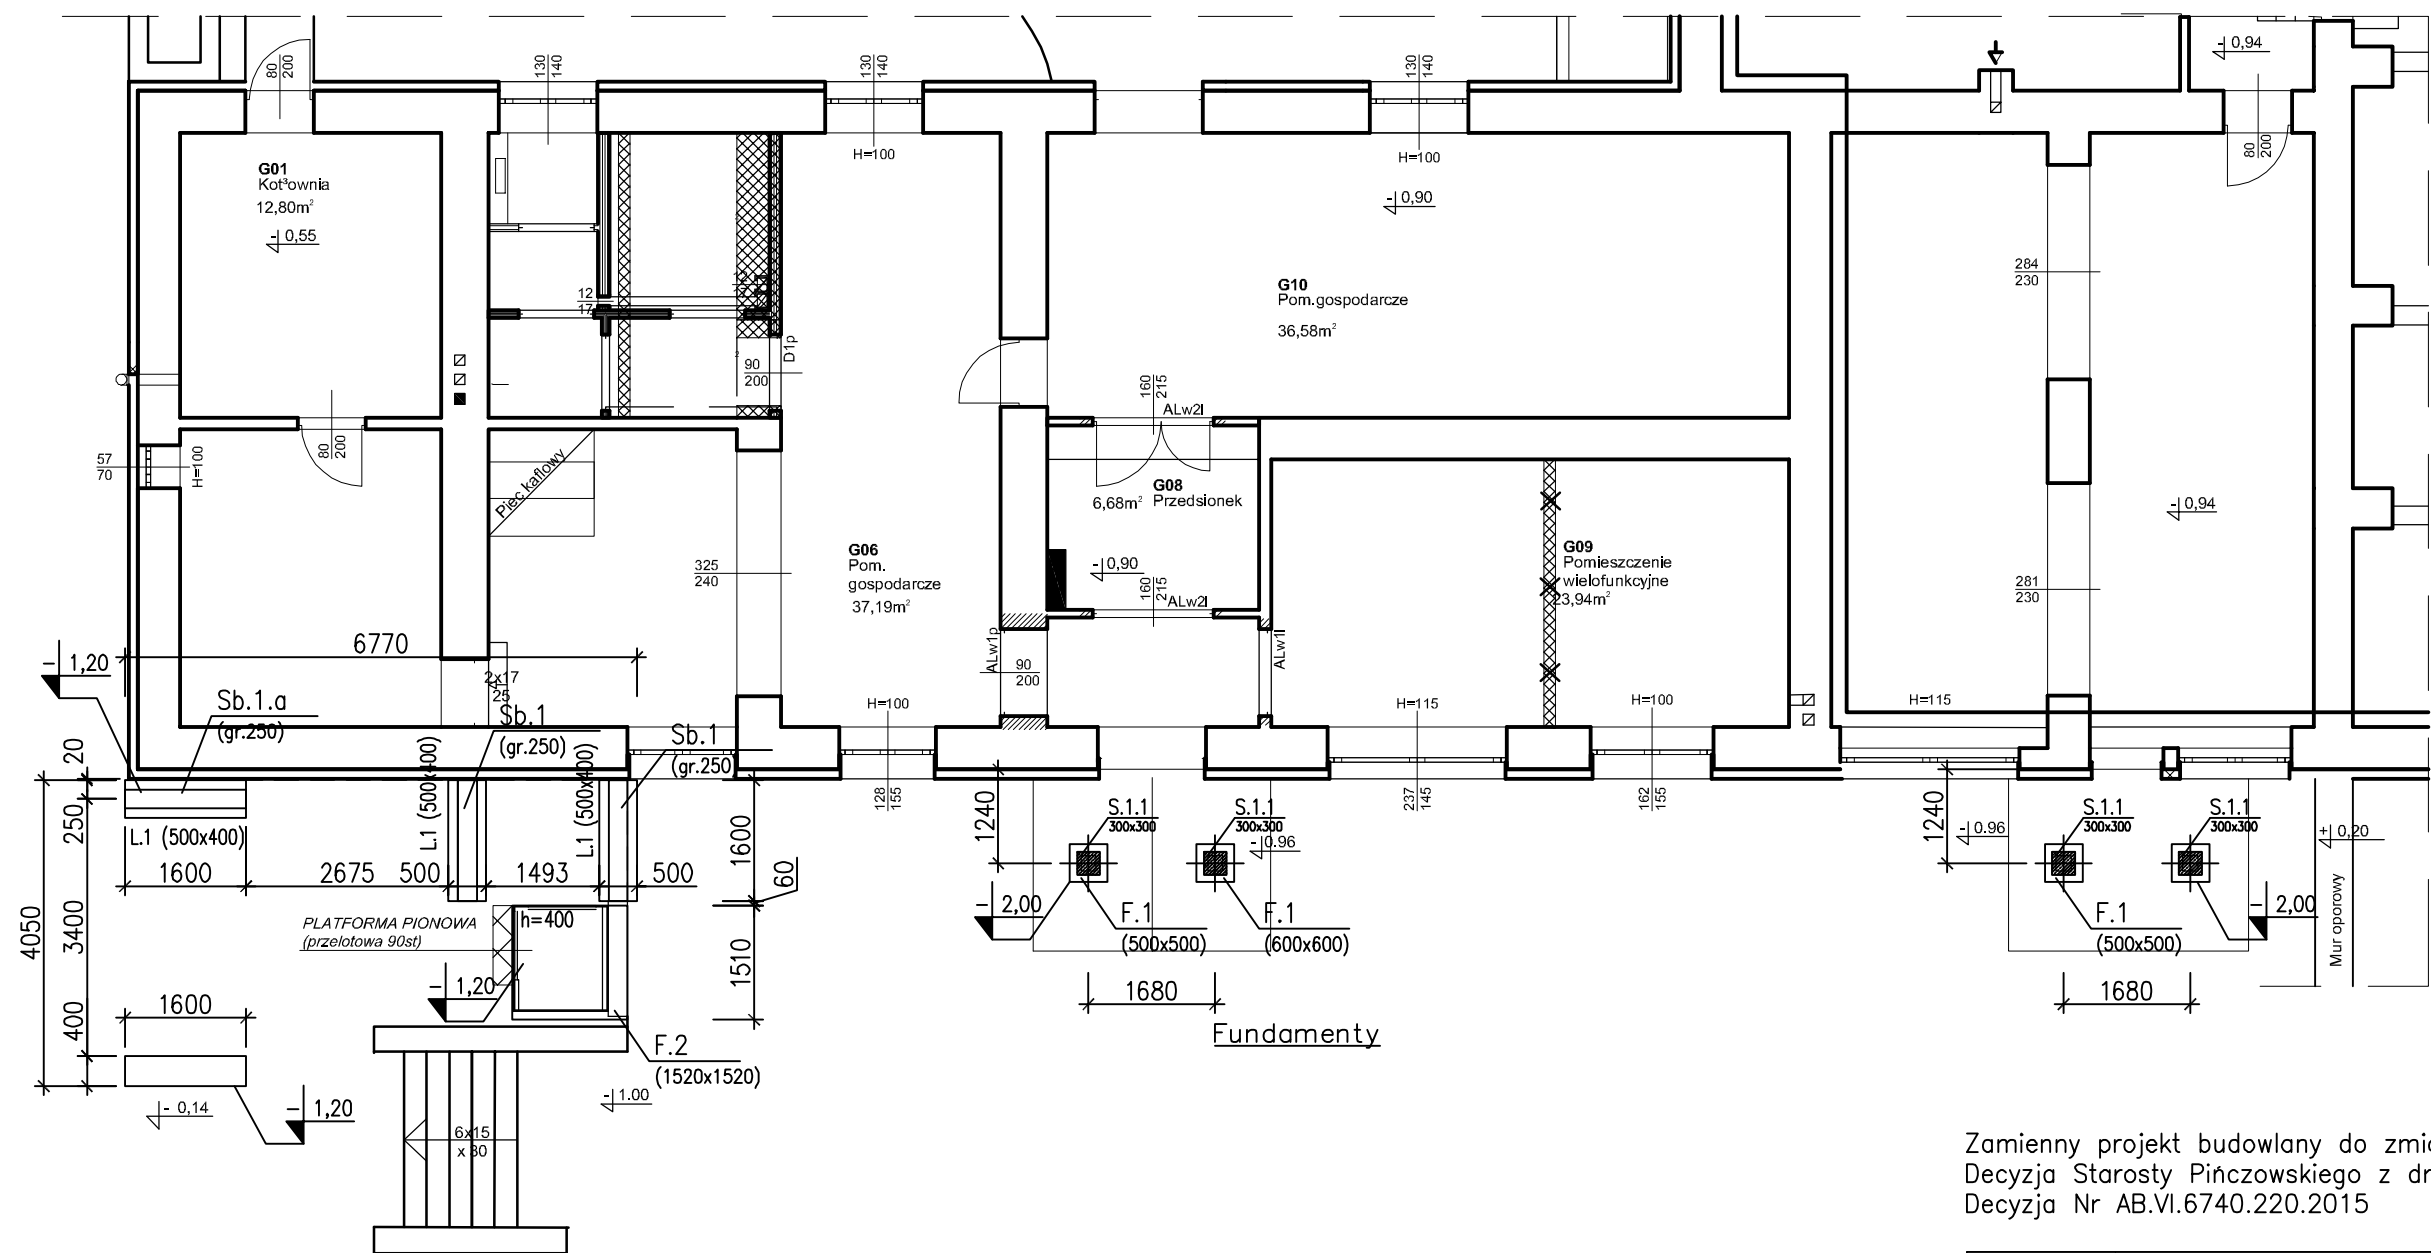 80
200
130
140
130
140
130
140
- 0,94
H=100
H=100
80
200
G01
Kot³ownia
12,80m²
- 0,55
- 0,90
G10
Pom.gospodarcze
36,58m²
284
230
12
17
90
200
D1p
160
215
ALw2l
80
200
57
70
H=100
Piec kaflowy
G08
6,68m² Przedsionek
- 0,94
- 0,90
G06
Pom.
gospodarcze
37,19m²
G09
Pomieszczenie
wielofunkcyjne
23,94m²
325
240
160
215
ALw2l
281
230
6770
- 1,20
ALw1p
90
200
ALw1l
2x17
25
Sb.1.a
(gr.250)
Sb.1
(gr.250)
Sb.1
(gr.250)
H=100
H=115
H=100
H=115
20
250
3400
400
4050
L.1 (500x400)
L.1 (500x400)
L.1 (500x400)
1600
2675
500
1493
500
1600
60
1510
128
155
237
145
162
155
1240
S.1.1
300x300
S.1.1
300x300
-0.96
- 2,00
F.1
(500x500)
F.1
(600x600)
1680
1240
- 0.96
S.1.1
300x300
S.1.1
300x300
+ 0,20
F.1
(500x500)
- 2,00
Mur oporowy
1680
PLATFORMA PIONOWA
(przelotowa 90st)
h=400
- 1,20
1600
F.2
(1520x1520)
- 1.00
- 0,14
- 1,20
6x15
x 30
Fundamenty
Zamienny projekt budowlany do zmia
Decyzja Starosty Pińczowskiego z dn
Decyzja Nr AB.VI.6740.220.2015